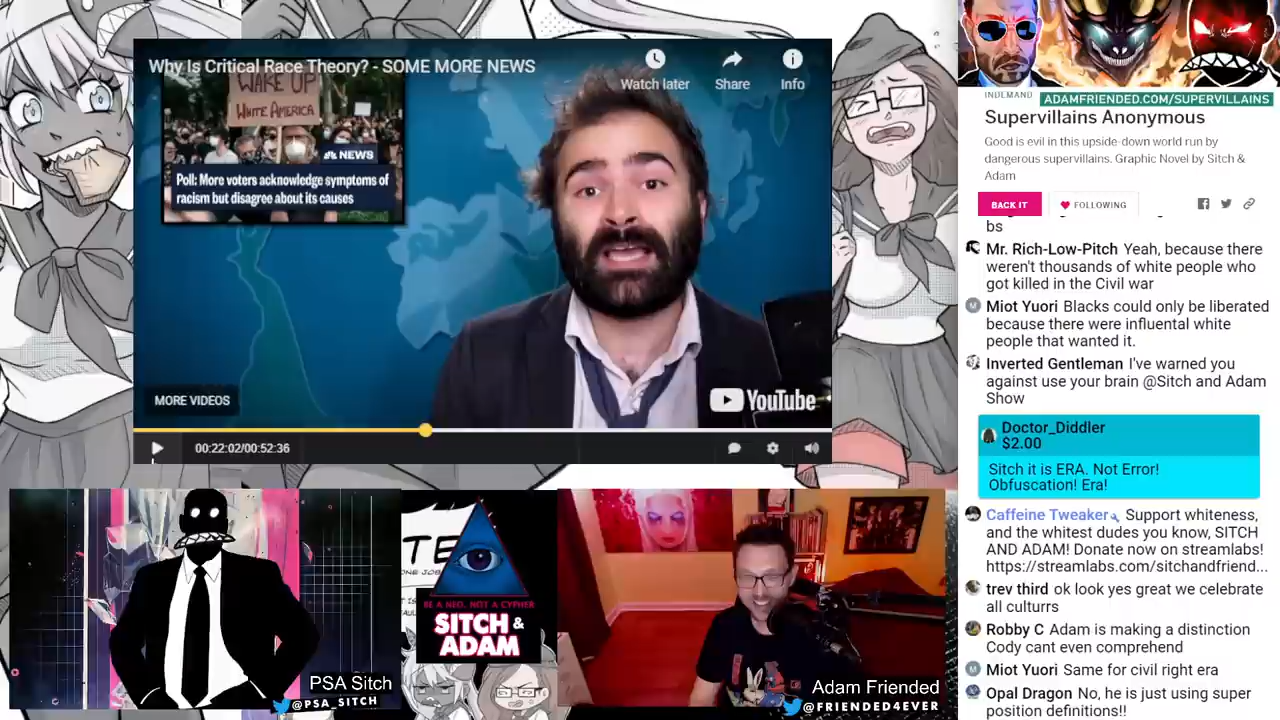 Why Is Critical Race Theory? - SOME MORE NEWS
Watch later
Share
Info
WAKE UP
WHITE AMERICA
NEWS
Poll: More voters acknowledge symptoms of
racism but disagree about its causes
MORE VIDEOS
YouTube
00:22:02/00:52:36
INDEMAND
ADAMFRIENDED.COM/SUPERVILLAINS
Supervillains Anonymous
Good is evil in this upside-down world run by
dangerous supervillains. Graphic Novel by Sitch &
Adam
BACK IT
FOLLOWING
bs
Mr. Rich-Low-Pitch Yeah, because there
weren't thousands of white people who
got killed in the Civil war
Miot Yuori Blacks could only be liberated
because there were influental white
people that wanted it.
Inverted Gentleman I've warned you
against use your brain @Sitch and Adam
Show
Doctor_Diddler
$2.00
Sitch it is ERA. Not Error!
Obfuscation! Era!
Caffeine Tweaker Support whiteness,
and the whitest dudes you know, SITCH
AND ADAM! Donate now on streamlabs!
https://streamlabs.com/sitchandfriend...
trev third ok look yes great we celebrate
all culturrs
Robby C Adam is making a distinction
Cody cant even comprehend
Miot Yuori Same for civil right era
Opal Dragon No, he is just using super
position definitions!!
BE A NEO, NOT A CYPHER
SITCH &
ADAM
PSA Sitch
@PSA_SITCH
Adam Friended
@FRIENDED4EVER